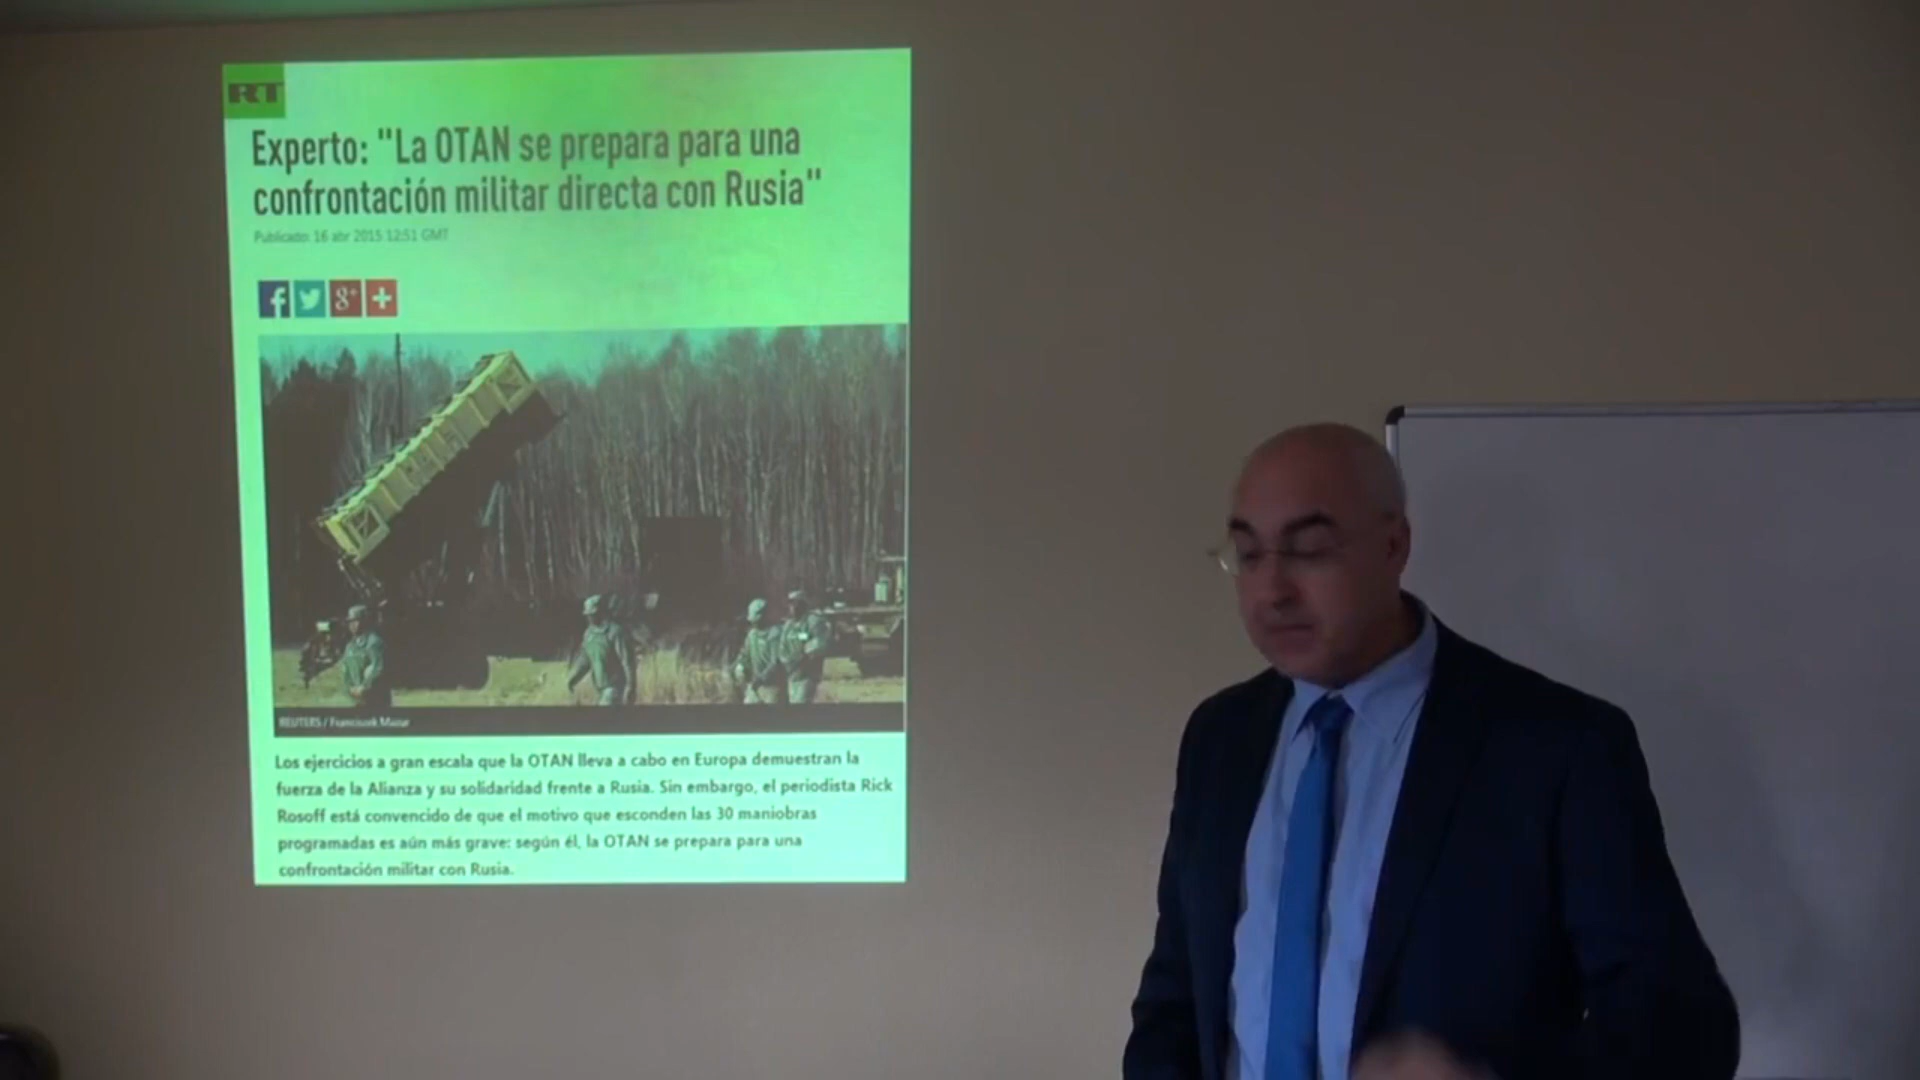 RT
Experto: "La OTAN se prepara para una
confrontación militar directa con Rusia"
Publicado: 16 abr 2015 12:51 GMT
f
8+
+
REUTERS / Franciszek Mazur
Los ejercicios a gran escala que la OTAN lleva a cabo en Europa demuestran la
fuerza de la Alianza y su solidaridad frente a Rusia. Sin embargo, el periodista Rick
Rosoff está convencido de que el motivo que esconden las 30 maniobras
programadas es aún más grave: según él, la OTAN se prepara para una
confrontación militar con Rusia.